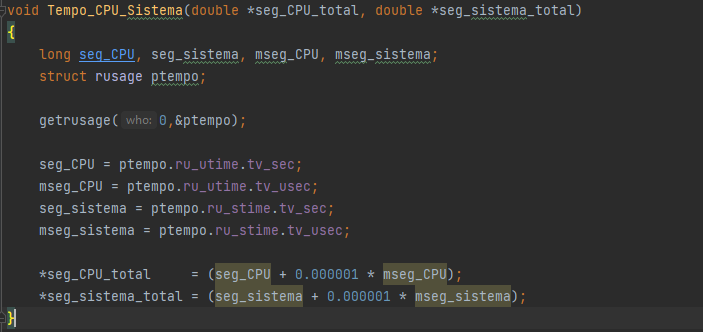 void Tempo_CPU_Sistema(double *seg_CPU_total, double *seg_sistema_total)
{
    long seg_CPU, seg_sistema, mseg_CPU, mseg_sistema;
    struct rusage ptempo;

    getrusage( who: 0,&ptempo);

    seg_CPU = ptempo.ru_utime.tv_sec;
    mseg_CPU = ptempo.ru_utime.tv_usec;
    seg_sistema = ptempo.ru_stime.tv_sec;
    mseg_sistema = ptempo.ru_stime.tv_usec;

    *seg_CPU_total     = (seg_CPU + 0.000001 * mseg_CPU);
    *seg_sistema_total = (seg_sistema + 0.000001 * mseg_sistema);
}